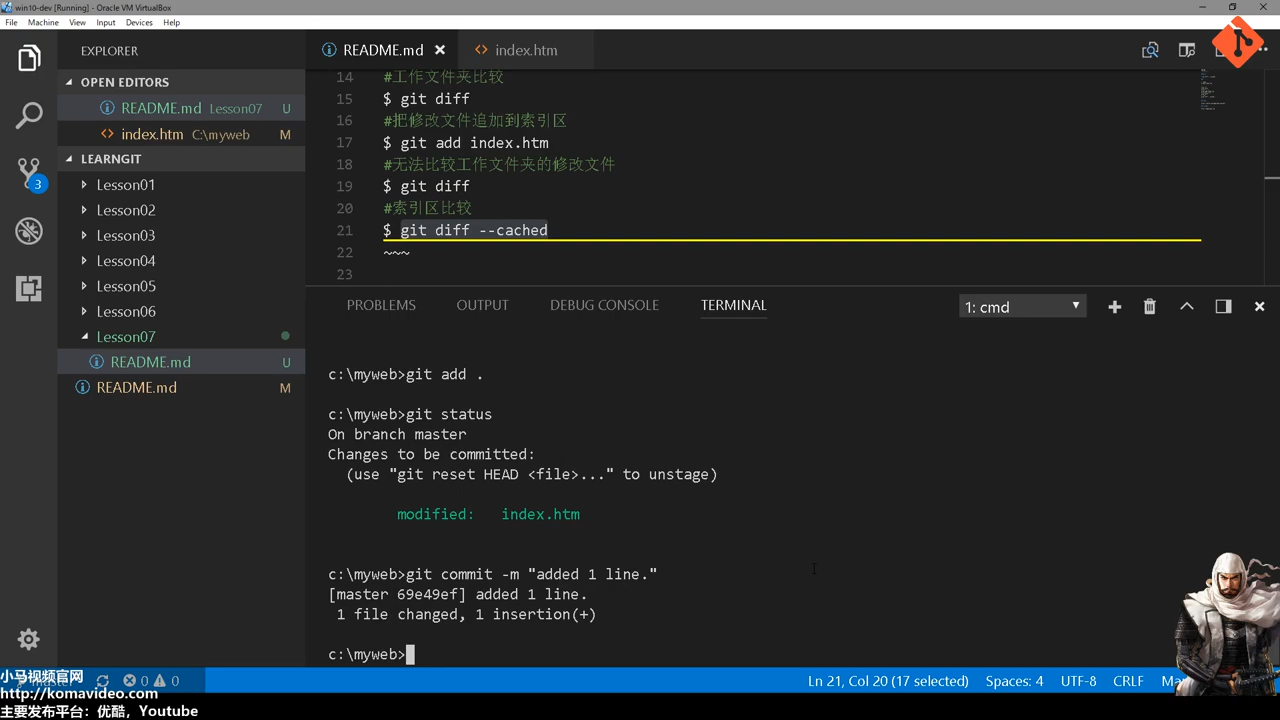 win10-dev [Running] - Oracle VM VirtualBox
File Machine View Input Devices Help
EXPLORER
OPEN EDITORS
README.md Lesson07 U
index.htm C:\myweb M
LEARNGIT
Lesson01
Lesson02
Lesson03
Lesson04
Lesson05
Lesson06
Lesson07
README.md U
README.md M
3
README.md index.htm
14 #工作文件夹比较
15 $ git diff
16 #把修改文件追加到索引区
17 $ git add index.htm
18 #无法比较工作文件夹的修改文件
19 $ git diff
20 #索引区比较
21 $ git diff --cached
22 ~~~
23
PROBLEMS OUTPUT DEBUG CONSOLE TERMINAL 1: cmd
c:\myweb>git add .
c:\myweb>git status
On branch master
Changes to be committed:
(use "git reset HEAD <file>..." to unstage)
modified: index.htm
c:\myweb>git commit -m "added 1 line."
[master 69e49ef] added 1 line.
1 file changed, 1 insertion(+)
c:\myweb>
小马视频官网
http://komavideo.com
主要发布平台：优酷，Youtube
0 0 Ln 21, Col 20 (17 selected) Spaces: 4 UTF-8 CRLF